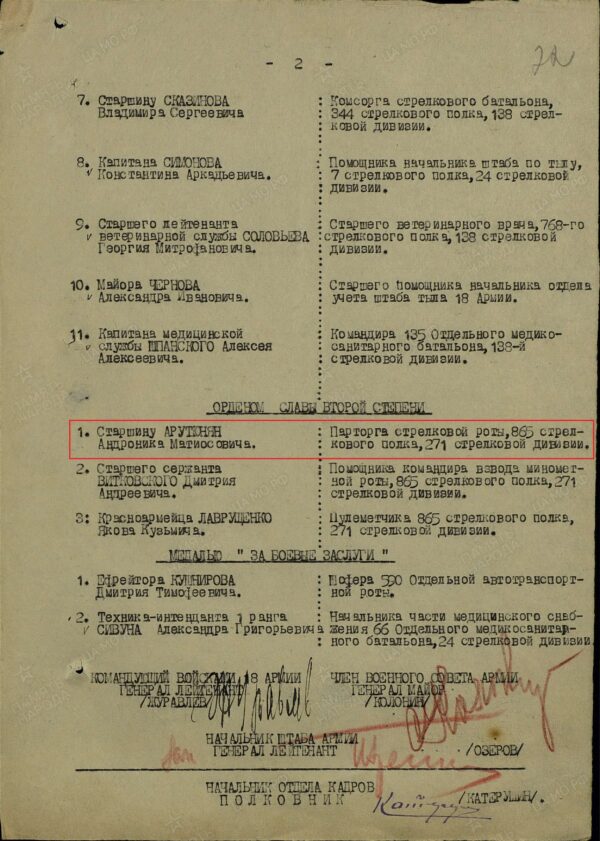 - 2 -
72
7. Старшину СКАЗИНОВА : Комсорга стрелкового батальона,
Владимира Сергеевича : 344 стрелкового полка, 138 стрел-
ковой дивизии.
8. Капитана СИМОНОВА : Помощника начальника штаба по тылу,
Константина Аркадьевича. 7 стрелкового полка, 24 стрелковой
дивизии.
9. Старшего лейтенанта : Старшего ветеринарного врача, 768-го
ветеринарной службы СОЛОВЬЕВА : стрелкового полка, 138 стрелковой
Георгия Митрофановича. дивизии.
10. Майора ЧЕРНОВА : Старшего Помощника начальника отдела
Александра Ивановича. учета штаба тыла 18 Армии.
11. Капитана медицинской : Командира 135 Отдельного медико-
службы ШПАНСКОГО Алексея санитарного батальона, 138-й
Алексеевича. стрелковой дивизии.
ОРДЕНОМ СЛАВЫ ВТОРОЙ СТЕПЕНИ
1. Старшину АРУТЮНЯН : Парторга стрелковой роты, 865 стрел-
Андроника Матиосовича. кового полка, 271 стрелковой дивизии.
2. Старшего сержанта : Помощника командира взвода миномет-
ВИТКОВСКОГО Дмитрия ной роты, 865 стрелкового полка, 271
Андреевича. стрелковой дивизии.
3: Красноармейца ЛАВРУЩЕНКО : Пулеметчика 865 стрелкового полка,
Якова Кузьмича. 271 стрелковой дивизии.
МЕДАЛЬЮ " ЗА БОЕВЫЕ ЗАСЛУГИ "
1. Ефрейтора КУШНИРОВА : Шофера 590 Отдельной автотранспорт-
Дмитрия Тимофеевича. ной роты.
2. Техника-интенданта 1 ранга : Начальника части медицинского снаб-
СИВУНА Александра Григорьевича : жения 66 Отдельного медикосанитар-
ного батальона, 24 стрелковой дивизии
КОМАНДУЮЩИЙ ВОЙСКАМИ 18 АРМИИ ЧЛЕН ВОЕННОГО СОВЕТА АРМИИ
ГЕНЕРАЛ ЛЕЙТЕНАНТ ГЕНЕРАЛ МАЙОР
/ЖУРАВЛЕВ/ /КОЛОНИН/
НАЧАЛЬНИК ШТАБА АРМИИ
ГЕНЕРАЛ ЛЕЙТЕНАНТ /ОЗЕРОВ/
НАЧАЛЬНИК ОТДЕЛА КАДРОВ
ПОЛКОВНИК /КАТЕРУШИН/.